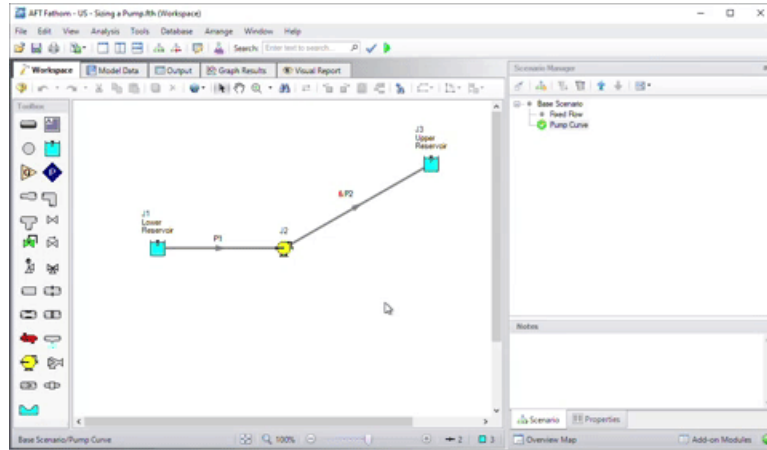 AFT Fathom - US - Sizing a Pump.fth (Workspace)
File Edit View Analysis Tools Database Arrange Window Help
Search: Enter text to search...
Workspace Model Data Output Graph Results Visual Report
Scenario Manager
Toolbox
Base Scenario
Feed Flow
Pump Curve
J3
Upper
Reservoir
6 P2
J1
Lower
Reservoir
P1
J2
Notes
Scenario Properties
Base Scenario/Pump Curve 100% 2 3 Overview Map Add-on Modules